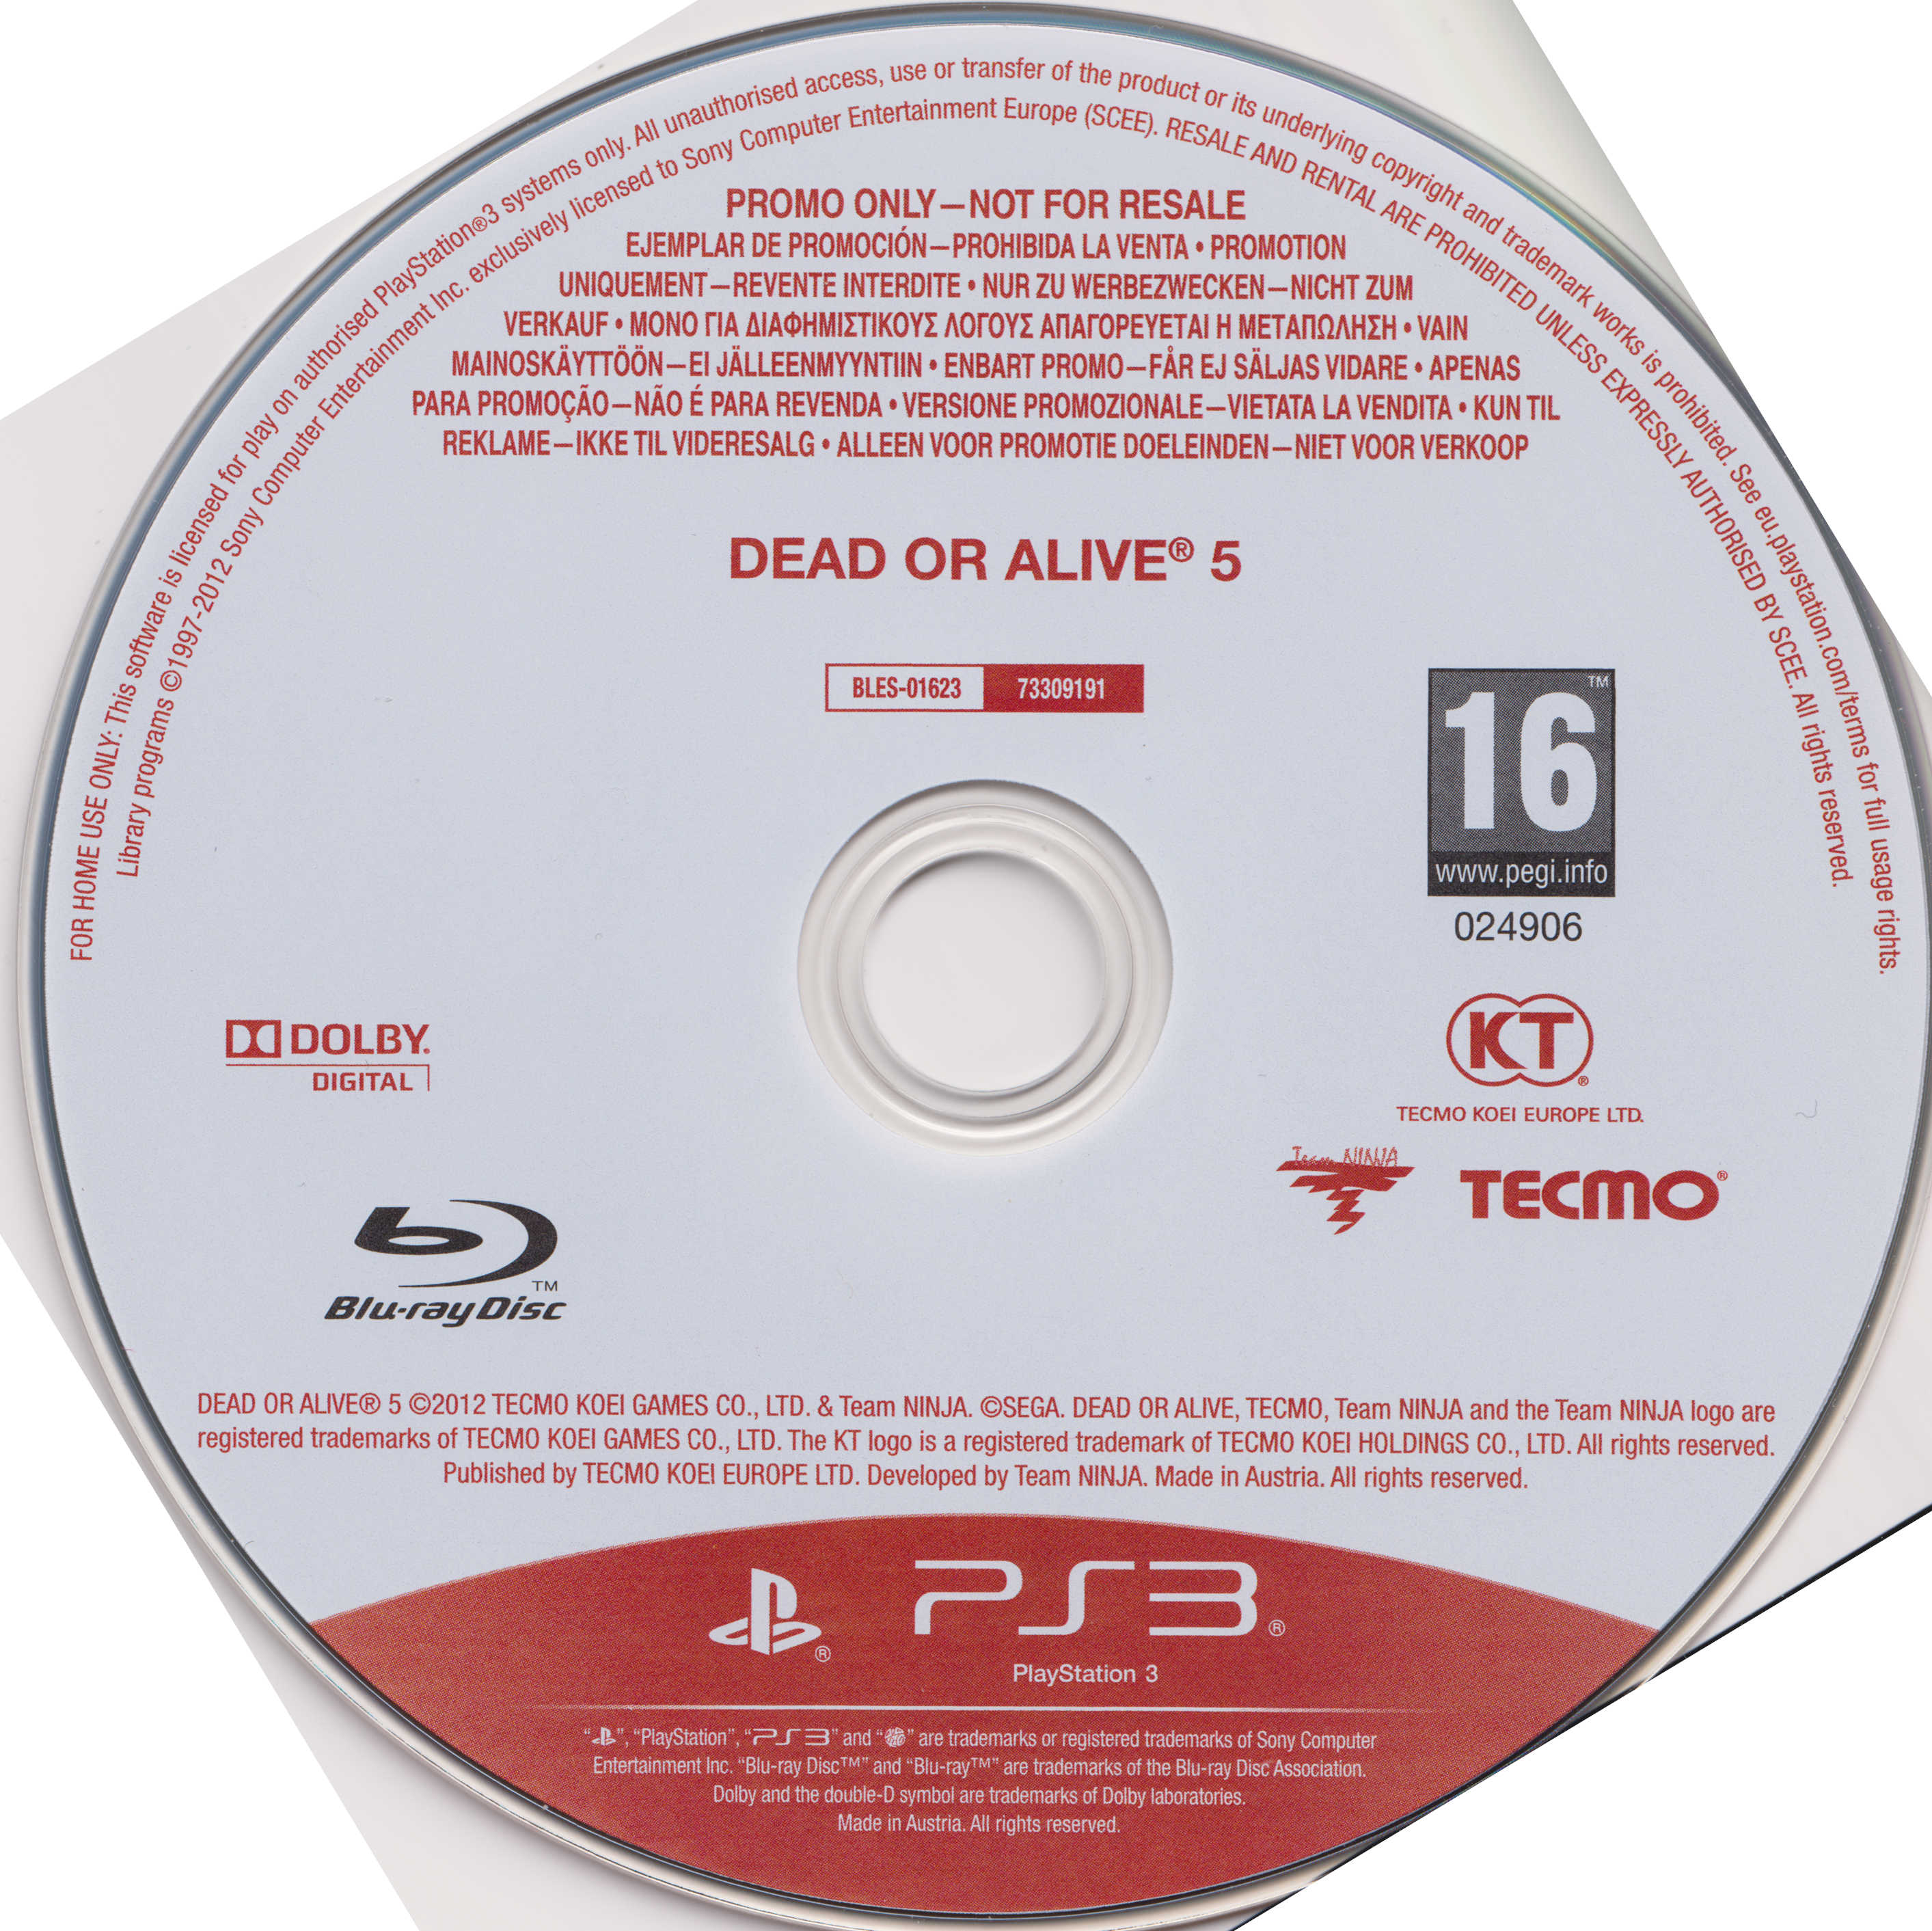 FOR HOME USE ONLY: This software is licensed for play on authorised PlayStation®3 systems only. All unauthorised access, use or transfer of the product or its underlying copyright and trademark works is prohibited. See eu.playstation.com/terms for full usage rights.
Library programs ©1997-2012 Sony Computer Entertainment Inc. exclusively licensed to Sony Computer Entertainment Europe (SCEE). RESALE AND RENTAL ARE PROHIBITED UNLESS EXPRESSLY AUTHORISED BY SCEE. All rights reserved.
PROMO ONLY—NOT FOR RESALE
EJEMPLAR DE PROMOCIÓN—PROHIBIDA LA VENTA • PROMOTION
UNIQUEMENT—REVENTE INTERDITE • NUR ZU WERBEZWECKEN—NICHT ZUM
VERKAUF • ΜΟΝΟ ΓΙΑ ΔΙΑΦΗΜΙΣΤΙΚΟΥΣ ΛΟΓΟΥΣ ΑΠΑΓΟΡΕΥΕΤΑΙ Η ΜΕΤΑΠΩΛΗΣΗ • VAIN
MAINOSKÄYTTÖÖN—EI JÄLLEENMYYNTIIN • ENBART PROMO—FÅR EJ SÄLJAS VIDARE • APENAS
PARA PROMOÇÃO—NÃO É PARA REVENDA • VERSIONE PROMOZIONALE—VIETATA LA VENDITA • KUN TIL
REKLAME—IKKE TIL VIDERESALG • ALLEEN VOOR PROMOTIE DOELEINDEN—NIET VOOR VERKOOP
DEAD OR ALIVE® 5
BLES-01623 73309191
16™
www.pegi.info
024906
DOLBY.
DIGITAL
KT®
TECMO KOEI EUROPE LTD.
Team NINJA
TECMO®
™
Blu-ray Disc
DEAD OR ALIVE® 5 ©2012 TECMO KOEI GAMES CO., LTD. & Team NINJA. ©SEGA. DEAD OR ALIVE, TECMO, Team NINJA and the Team NINJA logo are
registered trademarks of TECMO KOEI GAMES CO., LTD. The KT logo is a registered trademark of TECMO KOEI HOLDINGS CO., LTD. All rights reserved.
Published by TECMO KOEI EUROPE LTD. Developed by Team NINJA. Made in Austria. All rights reserved.
® PS3®
PlayStation 3
“ ”, “PlayStation”, “PS3” and “ ” are trademarks or registered trademarks of Sony Computer
Entertainment Inc. “Blu-ray Disc™” and “Blu-ray™” are trademarks of the Blu-ray Disc Association.
Dolby and the double-D symbol are trademarks of Dolby laboratories.
Made in Austria. All rights reserved.